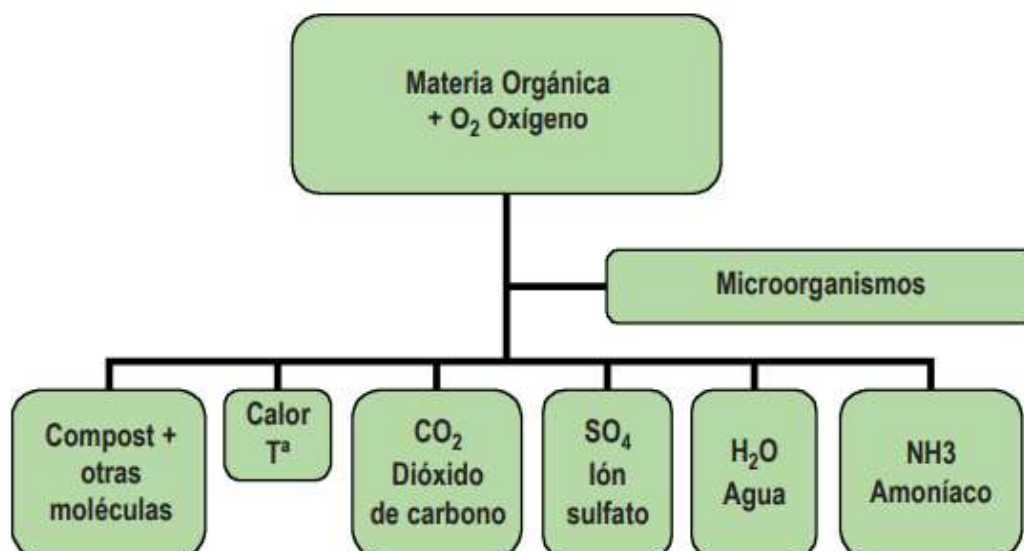 Materia Orgánica
+ O₂ Oxígeno
Microorganismos
Compost +
otras
moléculas
Calor
Tª
CO₂
Dióxido
de carbono
SO₄
Ión
sulfato
H₂O
Agua
NH3
Amoníaco